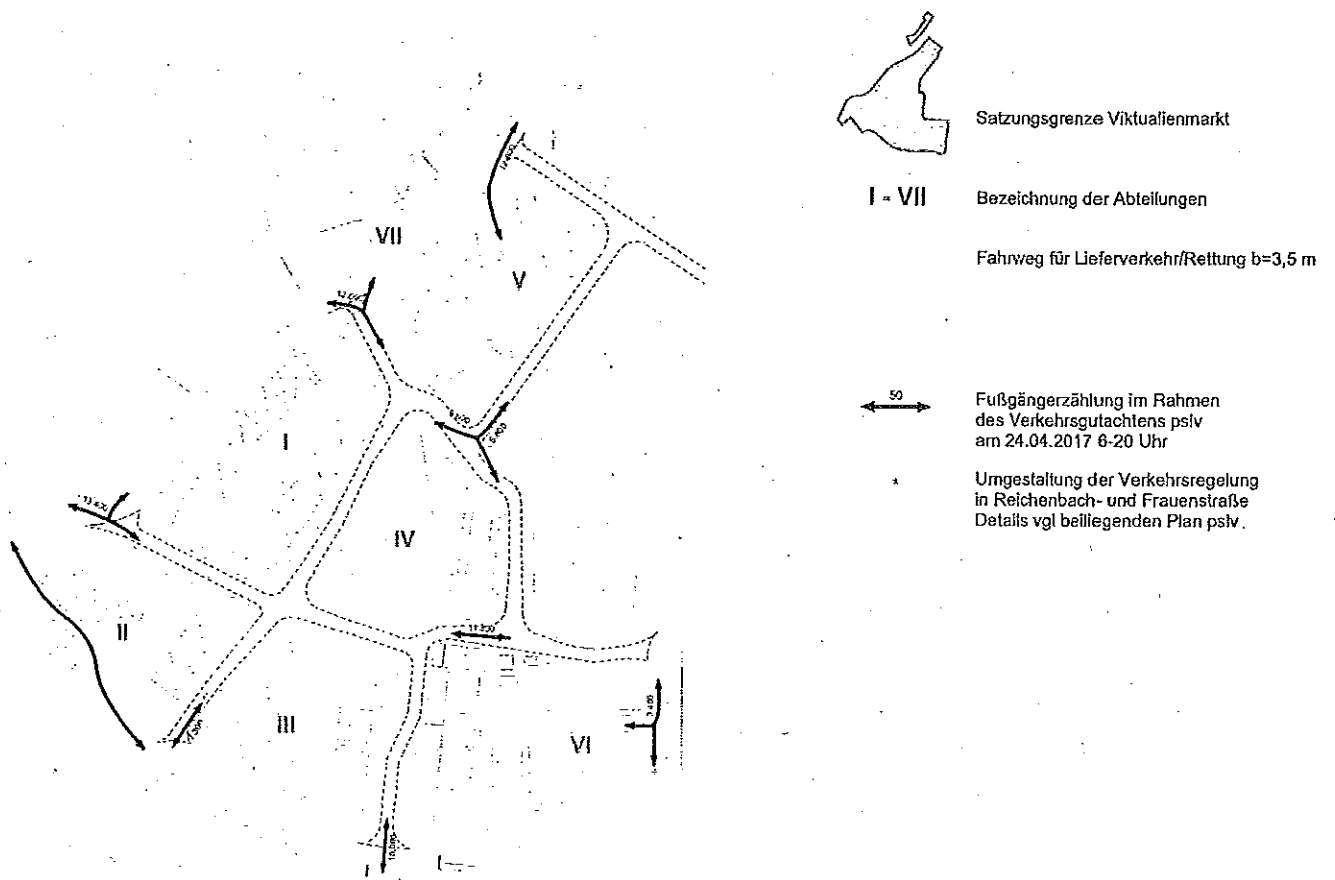 Satzungsgrenze Viktualienmarkt
I - VII Bezeichnung der Abteilungen
Fahrweg für Lieferverkehr/Rettung b=3,5 m
50
Fußgängerzählung im Rahmen
des Verkehrsgutachtens pslv
am 24.04.2017 6-20 Uhr
* Umgestaltung der Verkehrsregelung
in Reichenbach- und Frauenstraße
Details vgl beiliegenden Plan pslv.
VII
V
I
13.400
IV
II
III
VI